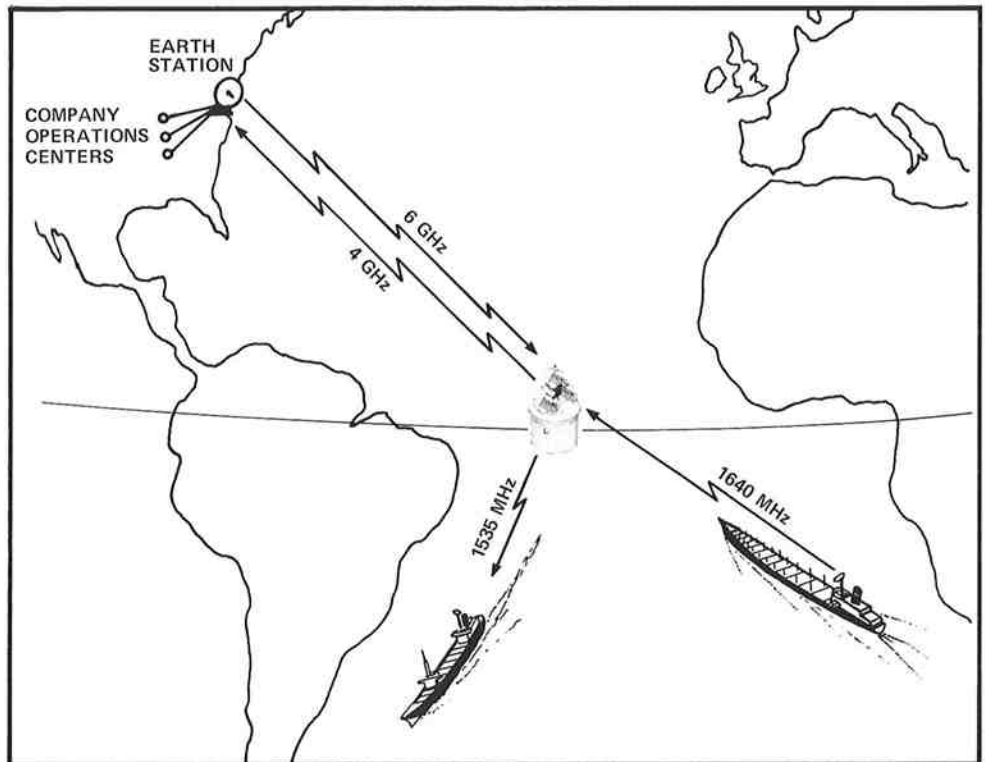 EARTH
STATION
COMPANY
OPERATIONS
CENTERS
6 GHz
4 GHz
1640 MHz
1535 MHz